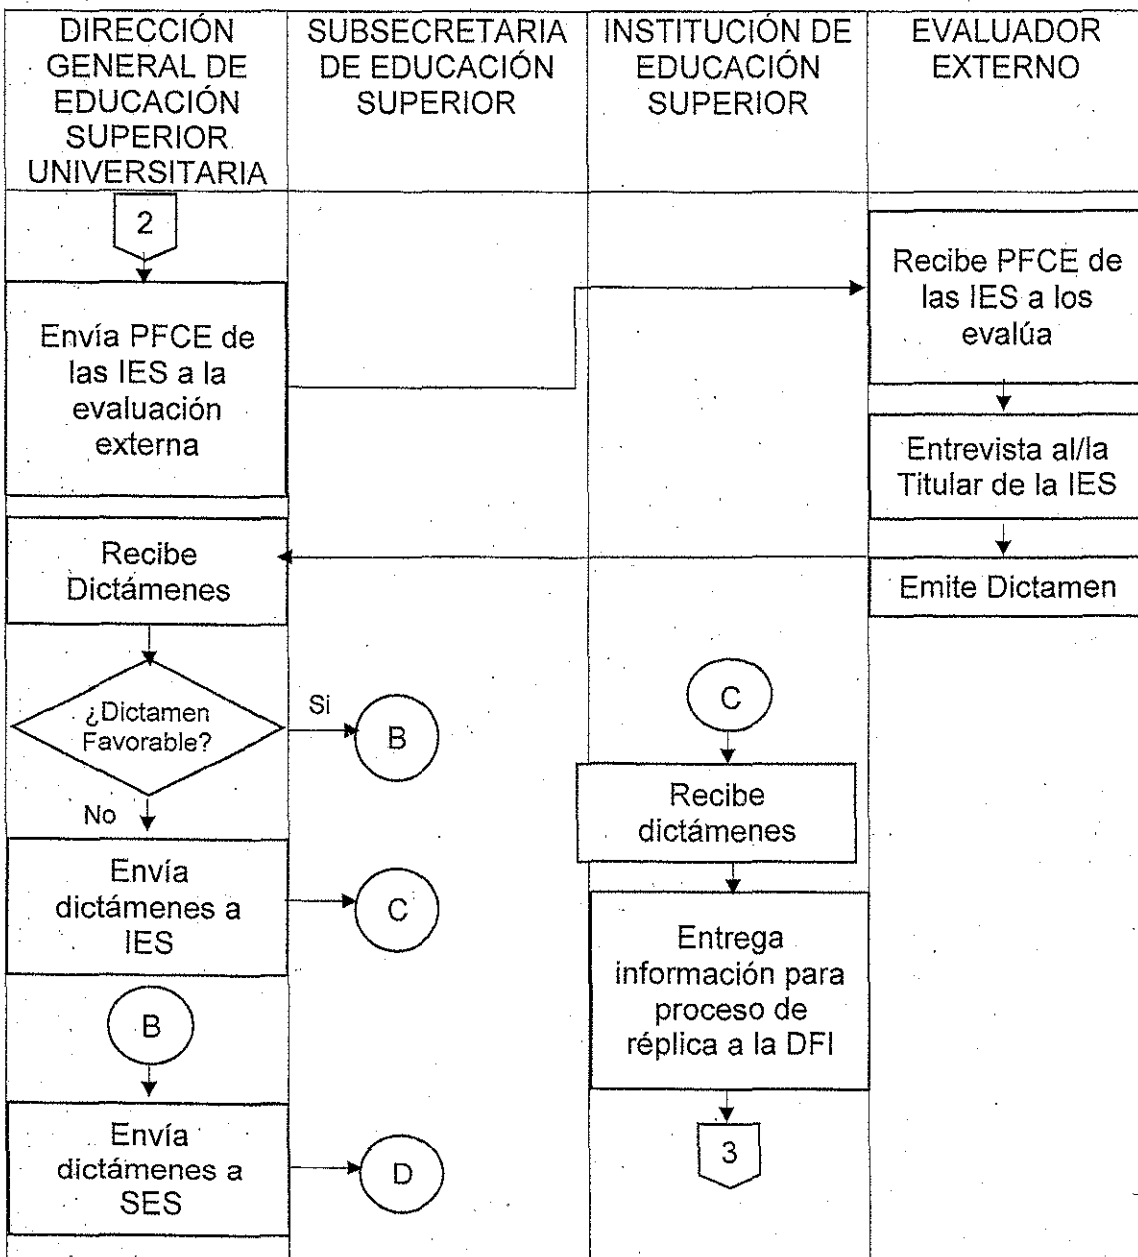 DIRECCIÓN
GENERAL DE
EDUCACIÓN
SUPERIOR
UNIVERSITARIA
SUBSECRETARIA
DE EDUCACIÓN
SUPERIOR
INSTITUCIÓN DE
EDUCACIÓN
SUPERIOR
EVALUADOR
EXTERNO
2
Envía PFCE de
las IES a la
evaluación
externa
Recibe PFCE de
las IES a los
evalúa
Entrevista al/la
Titular de la IES
Emite Dictamen
Recibe
Dictámenes
¿Dictamen
Favorable?
Si
B
No
Envía
dictámenes a
IES
C
B
Envía
dictámenes a
SES
D
C
Recibe
dictámenes
Entrega
información para
proceso de
réplica a la DFI
3